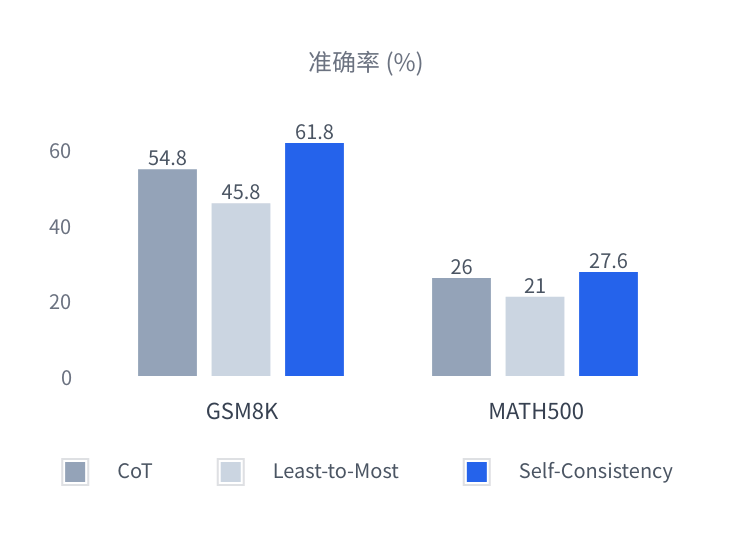 准确率 (%)
61.8
54.8
45.8
26
21
27.6
60
40
20
0
GSM8K
MATH500
CoT
Least-to-Most
Self-Consistency